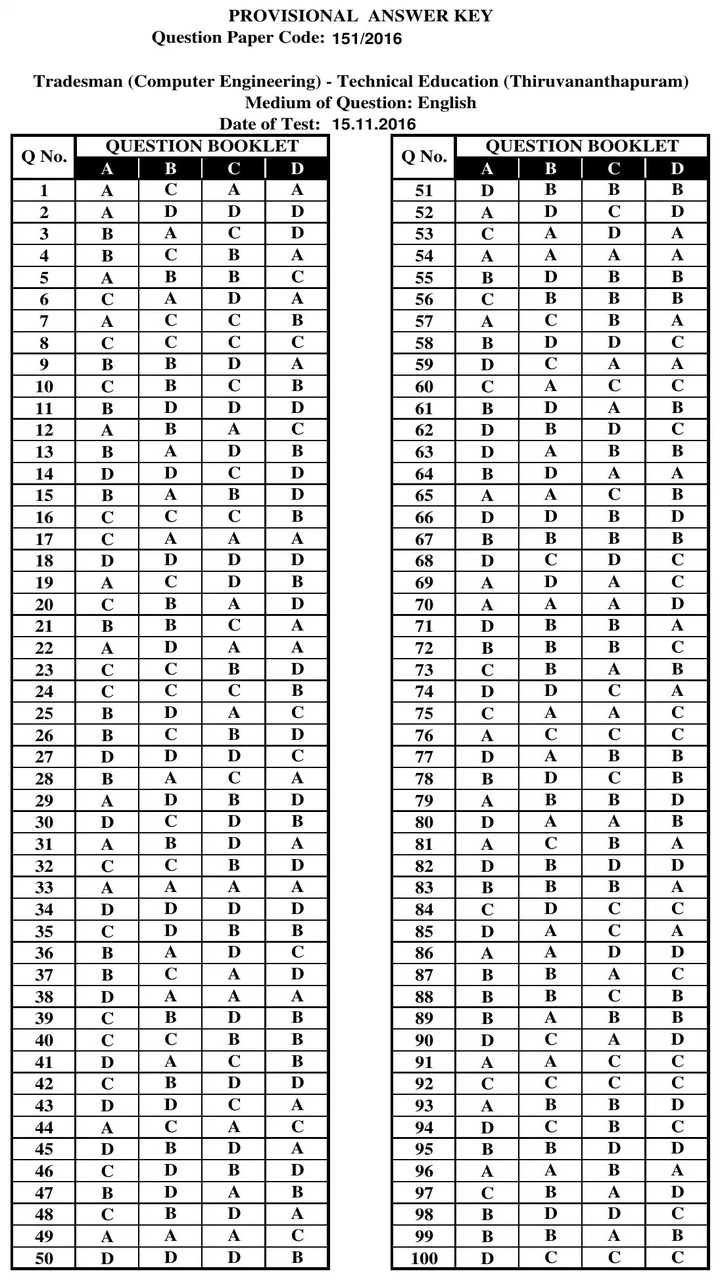 PROVISIONAL ANSWER KEY
Question Paper Code: 151/2016
Tradesman (Computer Engineering) - Technical Education (Thiruvananthapuram)
Medium of Question: English
Date of Test: 15.11.2016
Q No. QUESTION BOOKLET
A B C D
1 A C A A
2 A D D D
3 B A C D
4 B C B A
5 A B B C
6 C A D A
7 A C C B
8 C C C C
9 B B D A
10 C B C B
11 B D D D
12 A B A C
13 B A D B
14 D D C D
15 B A B D
16 C C C B
17 C A A A
18 D D D D
19 A C D B
20 C B A D
21 B B C A
22 A D A A
23 C C B D
24 C C C B
25 B D A C
26 B C B D
27 D D D C
28 B A C A
29 A D B D
30 D C D B
31 A B D A
32 C C B D
33 A A A A
34 D D D D
35 C D B B
36 B A D C
37 B C A D
38 D A A A
39 C B D B
40 C C B B
41 D A C B
42 C B D D
43 D D C A
44 A C A C
45 D B D A
46 C D B D
47 B D A B
48 C B D A
49 A A A C
50 D D D B
Q No. QUESTION BOOKLET
A B C D
51 D B B B
52 A D C D
53 C A D A
54 A A A A
55 B D B B
56 C B B B
57 A C B A
58 B D D C
59 D C A A
60 C A C C
61 B D A B
62 D B D C
63 D A B B
64 B D A A
65 A A C B
66 D D B D
67 B B B B
68 D C D C
69 A D A C
70 A A A D
71 D B B A
72 B B B C
73 C B A B
74 D D C A
75 C A A C
76 A C C C
77 D A B B
78 B D C B
79 A B B D
80 D A A B
81 A C B A
82 D B D D
83 B B B A
84 C D C C
85 D A C A
86 A A D D
87 B B A C
88 B B C B
89 B A B B
90 D C A D
91 A A C C
92 C C C C
93 A B B D
94 D C B C
95 B B D D
96 A A B A
97 C B A D
98 B D D C
99 B B A B
100 D C C C